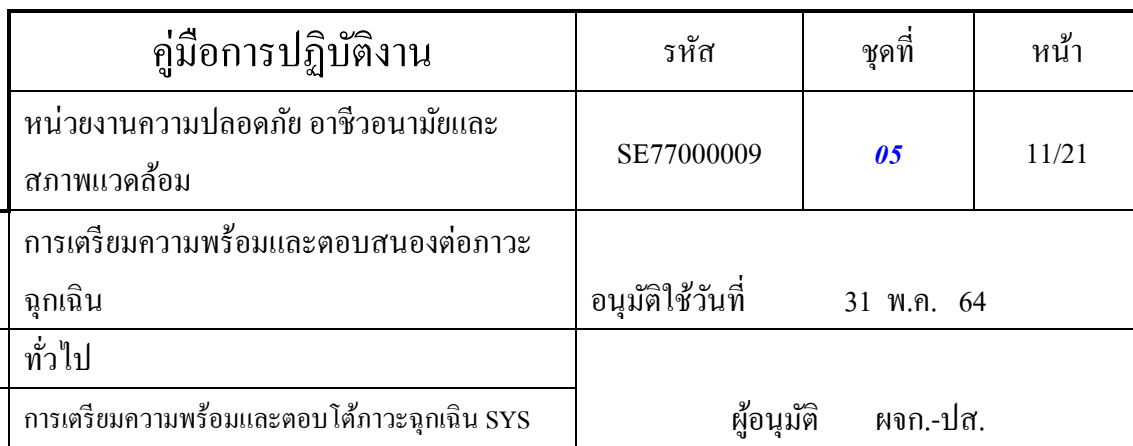 คู่มือการปฏิบัติงาน รหัส ชุดที่ หน้า
หน่วยงานความปลอดภัย อาชีวอนามัยและ
สภาพแวดล้อม
SE77000009 05 11/21
การเตรียมความพร้อมและตอบสนองต่อภาวะ
ฉุกเฉิน
อนุมัติใช้วันที่ 31 พ.ค. 64
ทั่วไป
การเตรียมความพร้อมและตอบโต้ภาวะฉุกเฉิน SYS
ผู้อนุมัติ ผจก.-ปส.